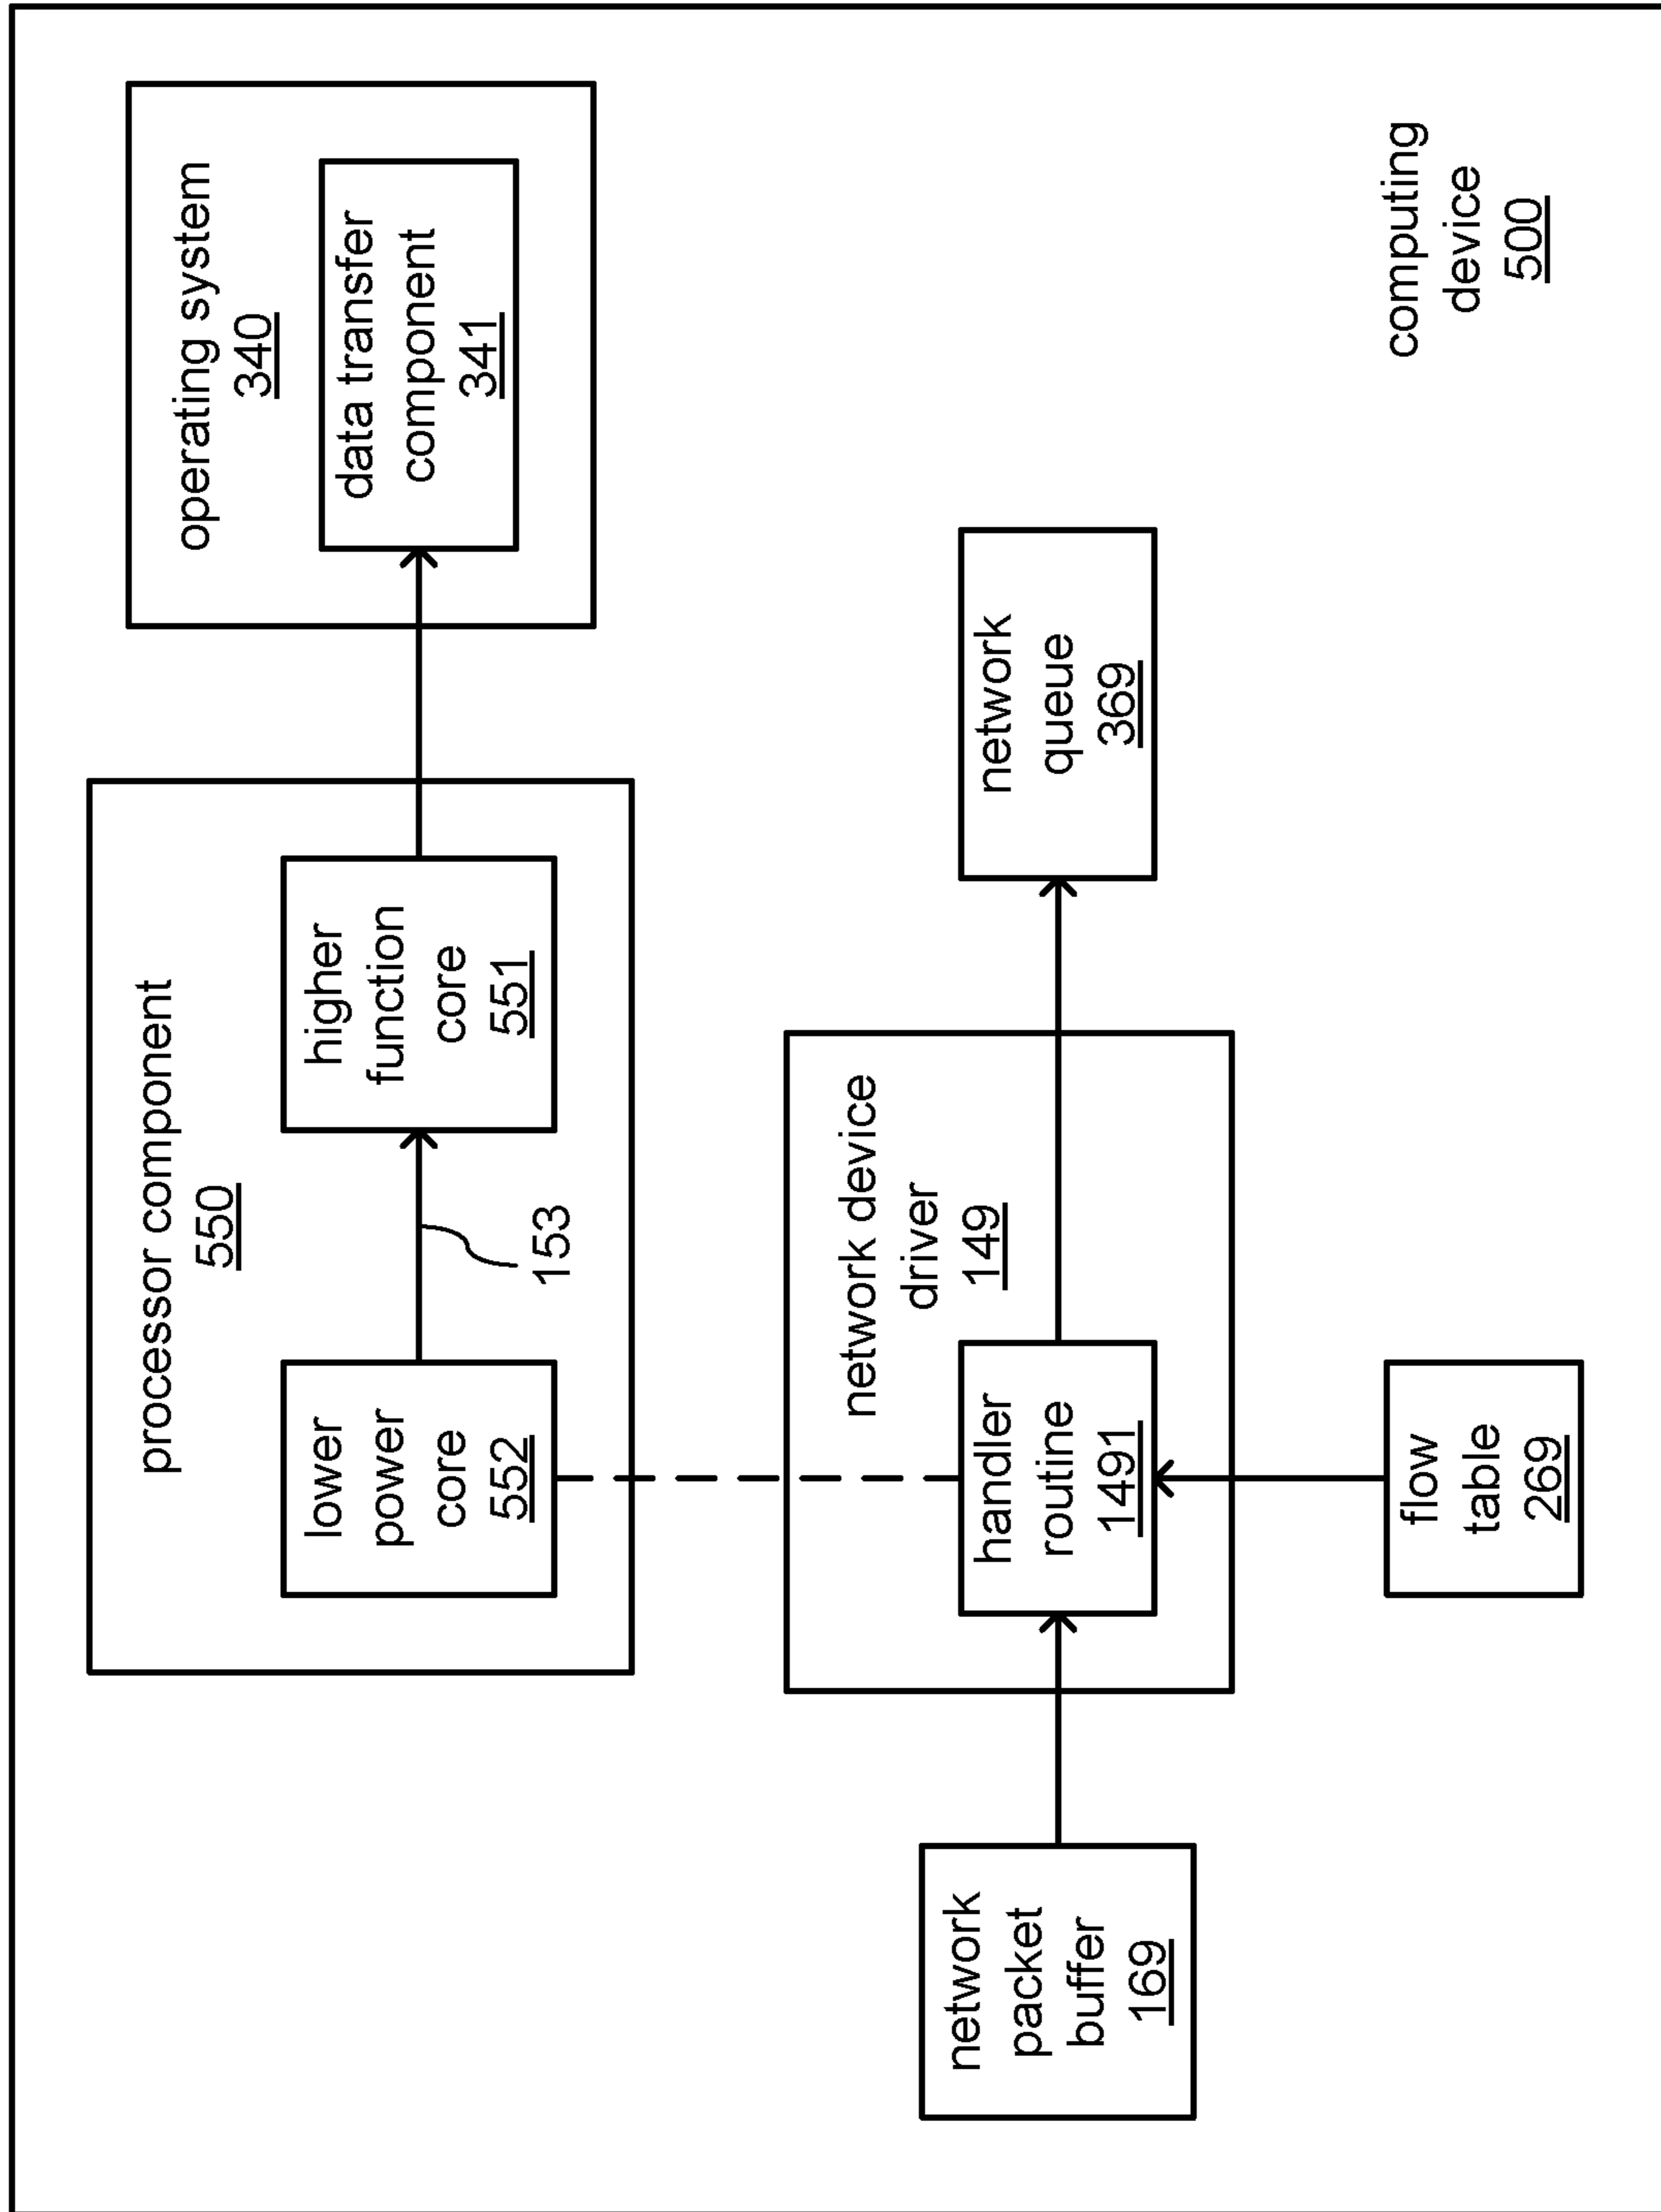 processor component
550
lower
power
core
552
153
higher
function
core
551
operating system
340
data transfer
component
341
network
packet
buffer
169
network device
driver
149
handler
routine
1491
network
queue
369
flow
table
269
computing
device
500